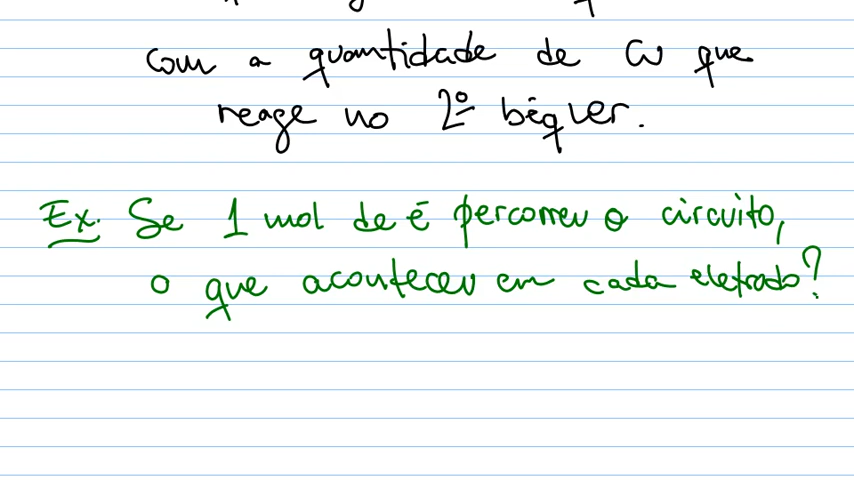 com a quantidade de Cu que
reage no 2º béquer.
Ex. Se 1 mol de é percorreu o circuito,
o que aconteceu em cada eletrodo?